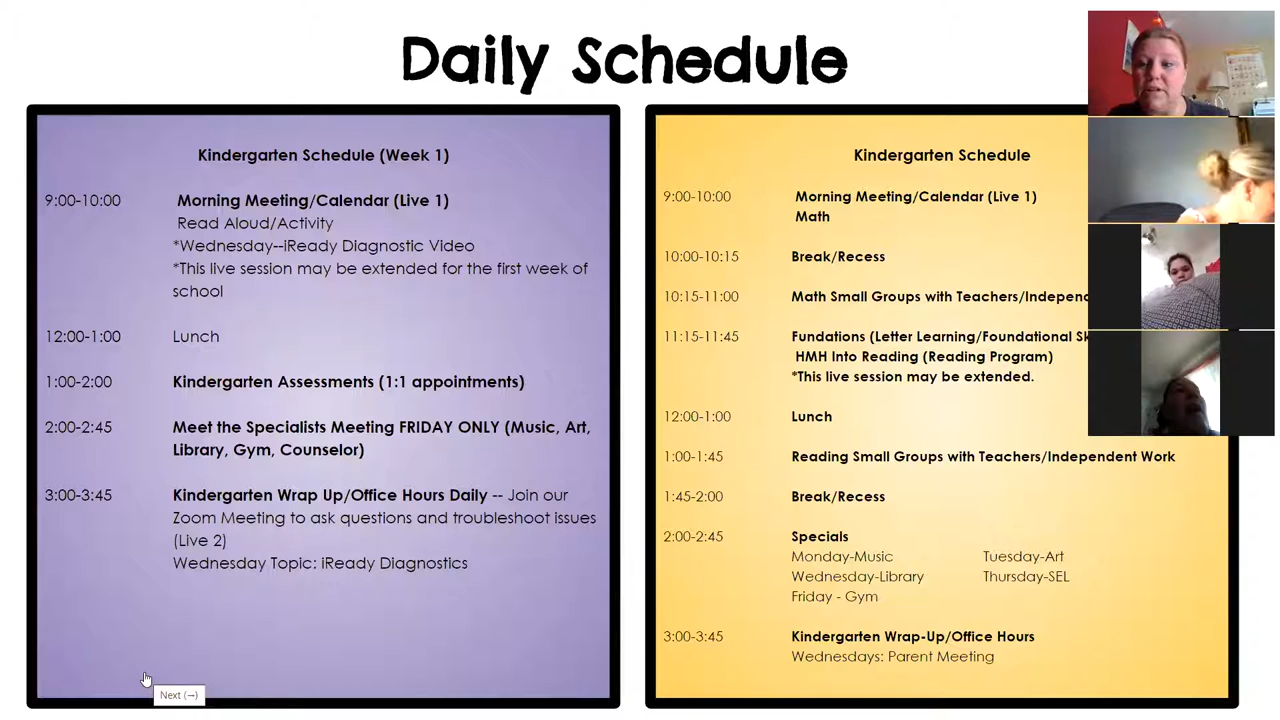 Daily Schedule
Kindergarten Schedule (Week 1)
9:00-10:00 Morning Meeting/Calendar (Live 1)
Read Aloud/Activity
*Wednesday--iReady Diagnostic Video
*This live session may be extended for the first week of
school
12:00-1:00 Lunch
1:00-2:00 Kindergarten Assessments (1:1 appointments)
2:00-2:45 Meet the Specialists Meeting FRIDAY ONLY (Music, Art,
Library, Gym, Counselor)
3:00-3:45 Kindergarten Wrap Up/Office Hours Daily -- Join our
Zoom Meeting to ask questions and troubleshoot issues
(Live 2)
Wednesday Topic: iReady Diagnostics
Next (→)
Kindergarten Schedule
9:00-10:00 Morning Meeting/Calendar (Live 1)
Math
10:00-10:15 Break/Recess
10:15-11:00 Math Small Groups with Teachers/Independ
11:15-11:45 Fundations (Letter Learning/Foundational Sk
HMH Into Reading (Reading Program)
*This live session may be extended.
12:00-1:00 Lunch
1:00-1:45 Reading Small Groups with Teachers/Independent Work
1:45-2:00 Break/Recess
2:00-2:45 Specials
Monday-Music Tuesday-Art
Wednesday-Library Thursday-SEL
Friday - Gym
3:00-3:45 Kindergarten Wrap-Up/Office Hours
Wednesdays: Parent Meeting